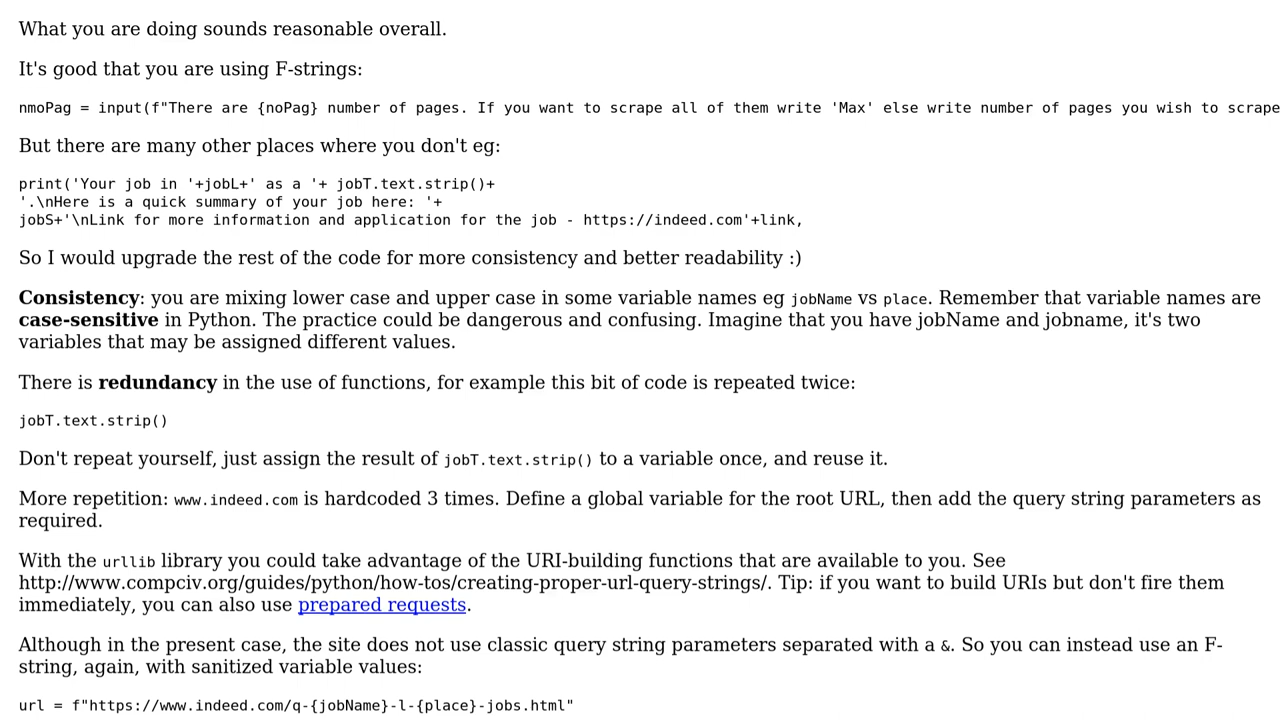 What you are doing sounds reasonable overall.
It's good that you are using F-strings:
nmoPag = input(f"There are {noPag} number of pages. If you want to scrape all of them write 'Max' else write number of pages you wish to scrape
But there are many other places where you don't eg:
print('Your job in '+jobL+' as a '+ jobT.text.strip()+
'.\nHere is a quick summary of your job here: '+
jobS+'\nLink for more information and application for the job - https://indeed.com'+link,
So I would upgrade the rest of the code for more consistency and better readability :)
Consistency: you are mixing lower case and upper case in some variable names eg jobName vs place. Remember that variable names are
case-sensitive in Python. The practice could be dangerous and confusing. Imagine that you have jobName and jobname, it's two
variables that may be assigned different values.
There is redundancy in the use of functions, for example this bit of code is repeated twice:
jobT.text.strip()
Don't repeat yourself, just assign the result of jobT.text.strip() to a variable once, and reuse it.
More repetition: www.indeed.com is hardcoded 3 times. Define a global variable for the root URL, then add the query string parameters as
required.
With the urllib library you could take advantage of the URI-building functions that are available to you. See
http://www.compciv.org/guides/python/how-tos/creating-proper-url-query-strings/. Tip: if you want to build URIs but don't fire them
immediately, you can also use prepared requests.
Although in the present case, the site does not use classic query string parameters separated with a &. So you can instead use an F-
string, again, with sanitized variable values:
url = f"https://www.indeed.com/q-{jobName}-l-{place}-jobs.html"